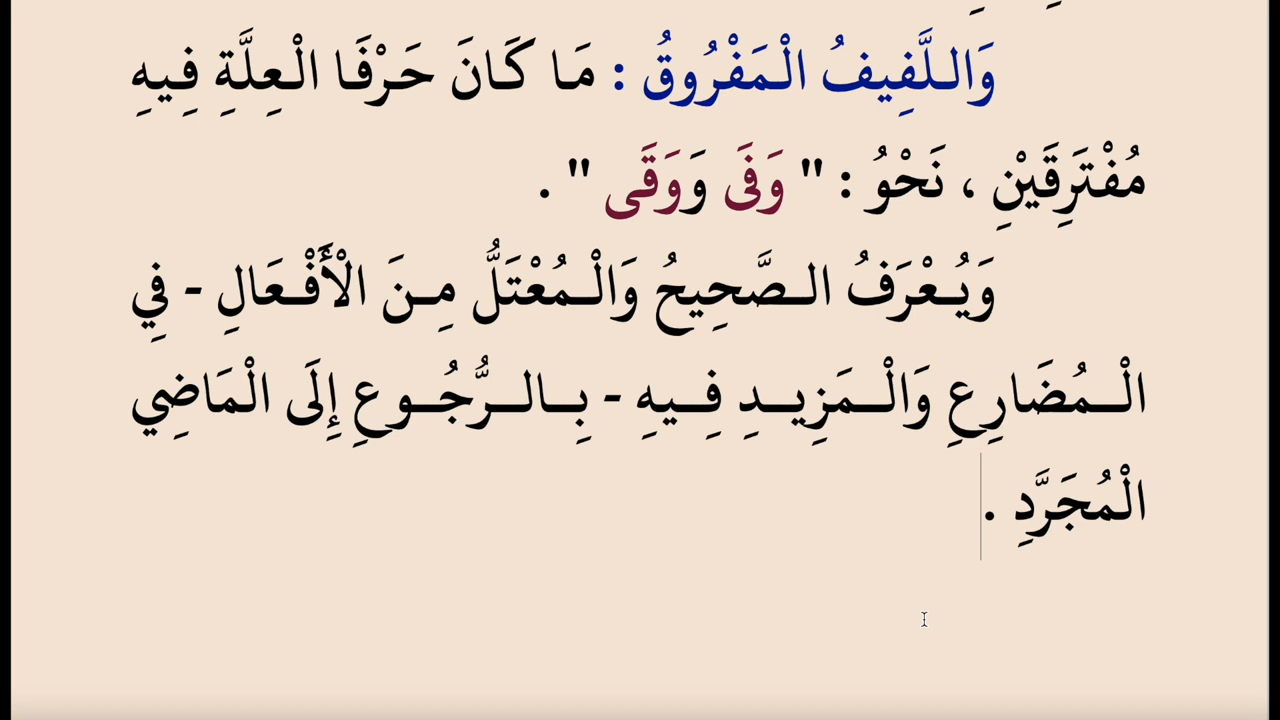 وَاللَّفِيفُ الْمَفْرُوقُ : مَا كَانَ حَرْفَا الْعِلَّةِ فِيهِ
مُفْتَرِقَيْنِ ، نَحْوُ : " وَفَى وَوَقَى " .
وَيُعْرَفُ الصَّحِيحُ وَالْمُعْتَلُّ مِنَ الْأَفْعَالِ - فِي
الْمُضَارِعِ وَالْمَزِيدِ فِيهِ - بِالرُّجُوعِ إِلَى الْمَاضِي
الْمُجَرَّدِ .